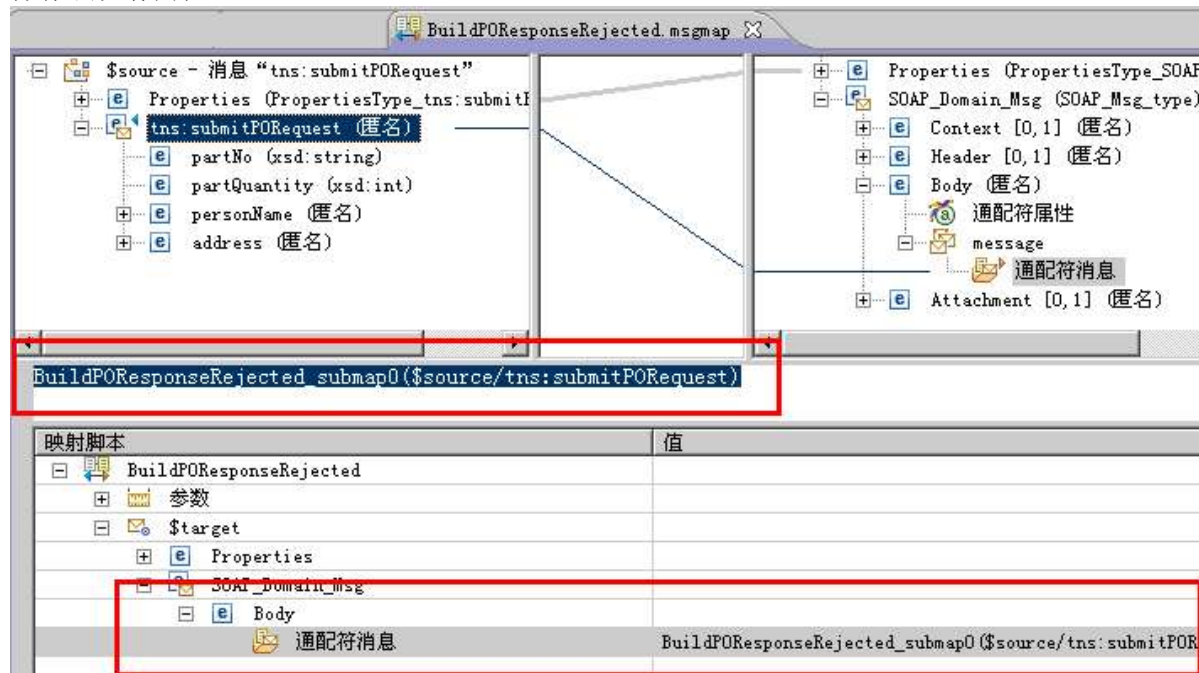 BuildPOResponseRejected.msgmap
$source - 消息“tns:submitPORequest”
Properties (PropertiesType_tns:submit
tns:submitPORequest (匿名)
partNo (xsd:string)
partQuantity (xsd:int)
personName (匿名)
address (匿名)
Properties (PropertiesType_SOAP
SOAP_Domain_Msg (SOAP_Msg_type)
Context [0,1] (匿名)
Header [0,1] (匿名)
Body (匿名)
通配符属性
message
通配符消息
Attachment [0,1] (匿名)
BuildPOResponseRejected_submap0($source/tns:submitPORequest)
映射脚本 值
BuildPOResponseRejected
参数
$target
Properties
SOAP_Domain_Msg
Body
通配符消息 BuildPOResponseRejected_submap0($source/tns:submitPOR